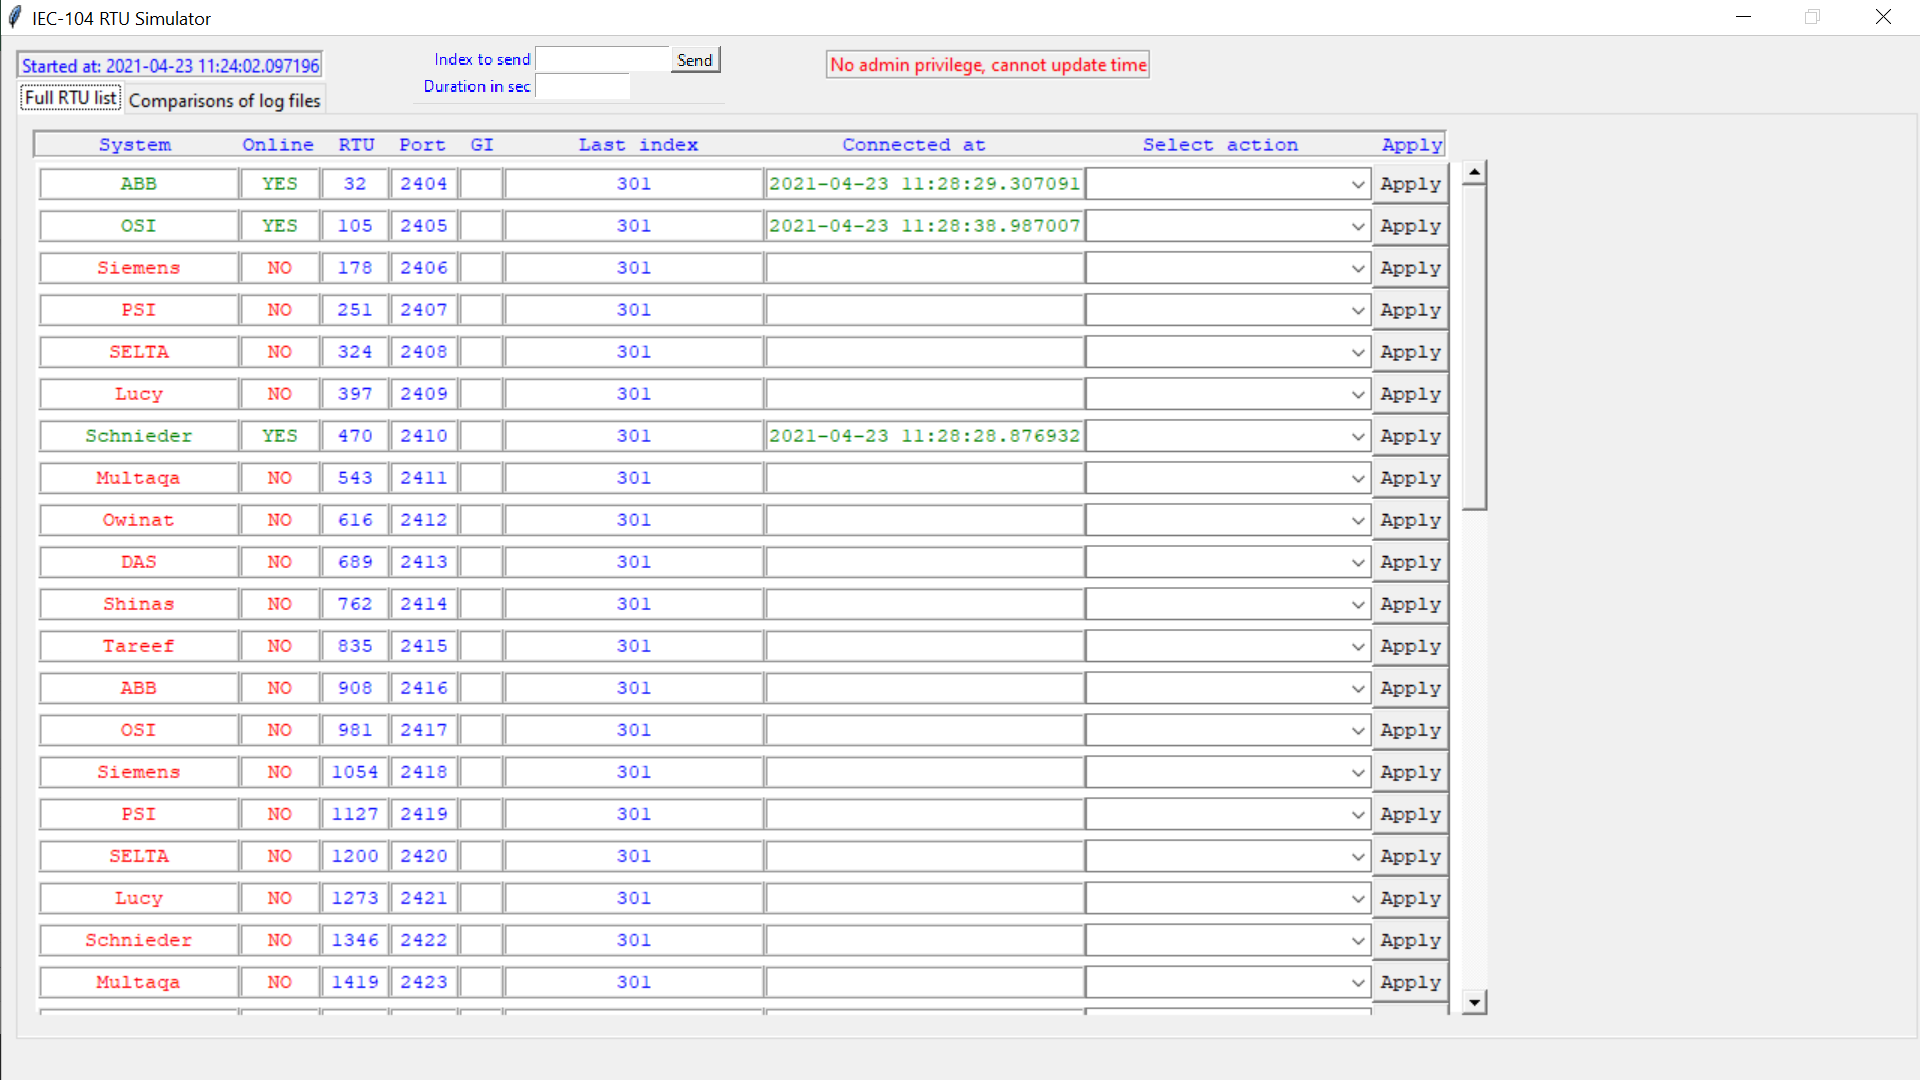 IEC-104 RTU Simulator
Started at: 2021-04-23 11:24:02.097196
Index to send Send
Duration in sec
No admin privilege, cannot update time
Full RTU list Comparisons of log files
System Online RTU Port GI Last index Connected at Select action Apply
ABB YES 32 2404 301 2021-04-23 11:28:29.307091 Apply
OSI YES 105 2405 301 2021-04-23 11:28:38.987007 Apply
Siemens NO 178 2406 301 Apply
PSI NO 251 2407 301 Apply
SELTA NO 324 2408 301 Apply
Lucy NO 397 2409 301 Apply
Schnieder YES 470 2410 301 2021-04-23 11:28:28.876932 Apply
Multaqa NO 543 2411 301 Apply
Owinat NO 616 2412 301 Apply
DAS NO 689 2413 301 Apply
Shinas NO 762 2414 301 Apply
Tareef NO 835 2415 301 Apply
ABB NO 908 2416 301 Apply
OSI NO 981 2417 301 Apply
Siemens NO 1054 2418 301 Apply
PSI NO 1127 2419 301 Apply
SELTA NO 1200 2420 301 Apply
Lucy NO 1273 2421 301 Apply
Schnieder NO 1346 2422 301 Apply
Multaqa NO 1419 2423 301 Apply